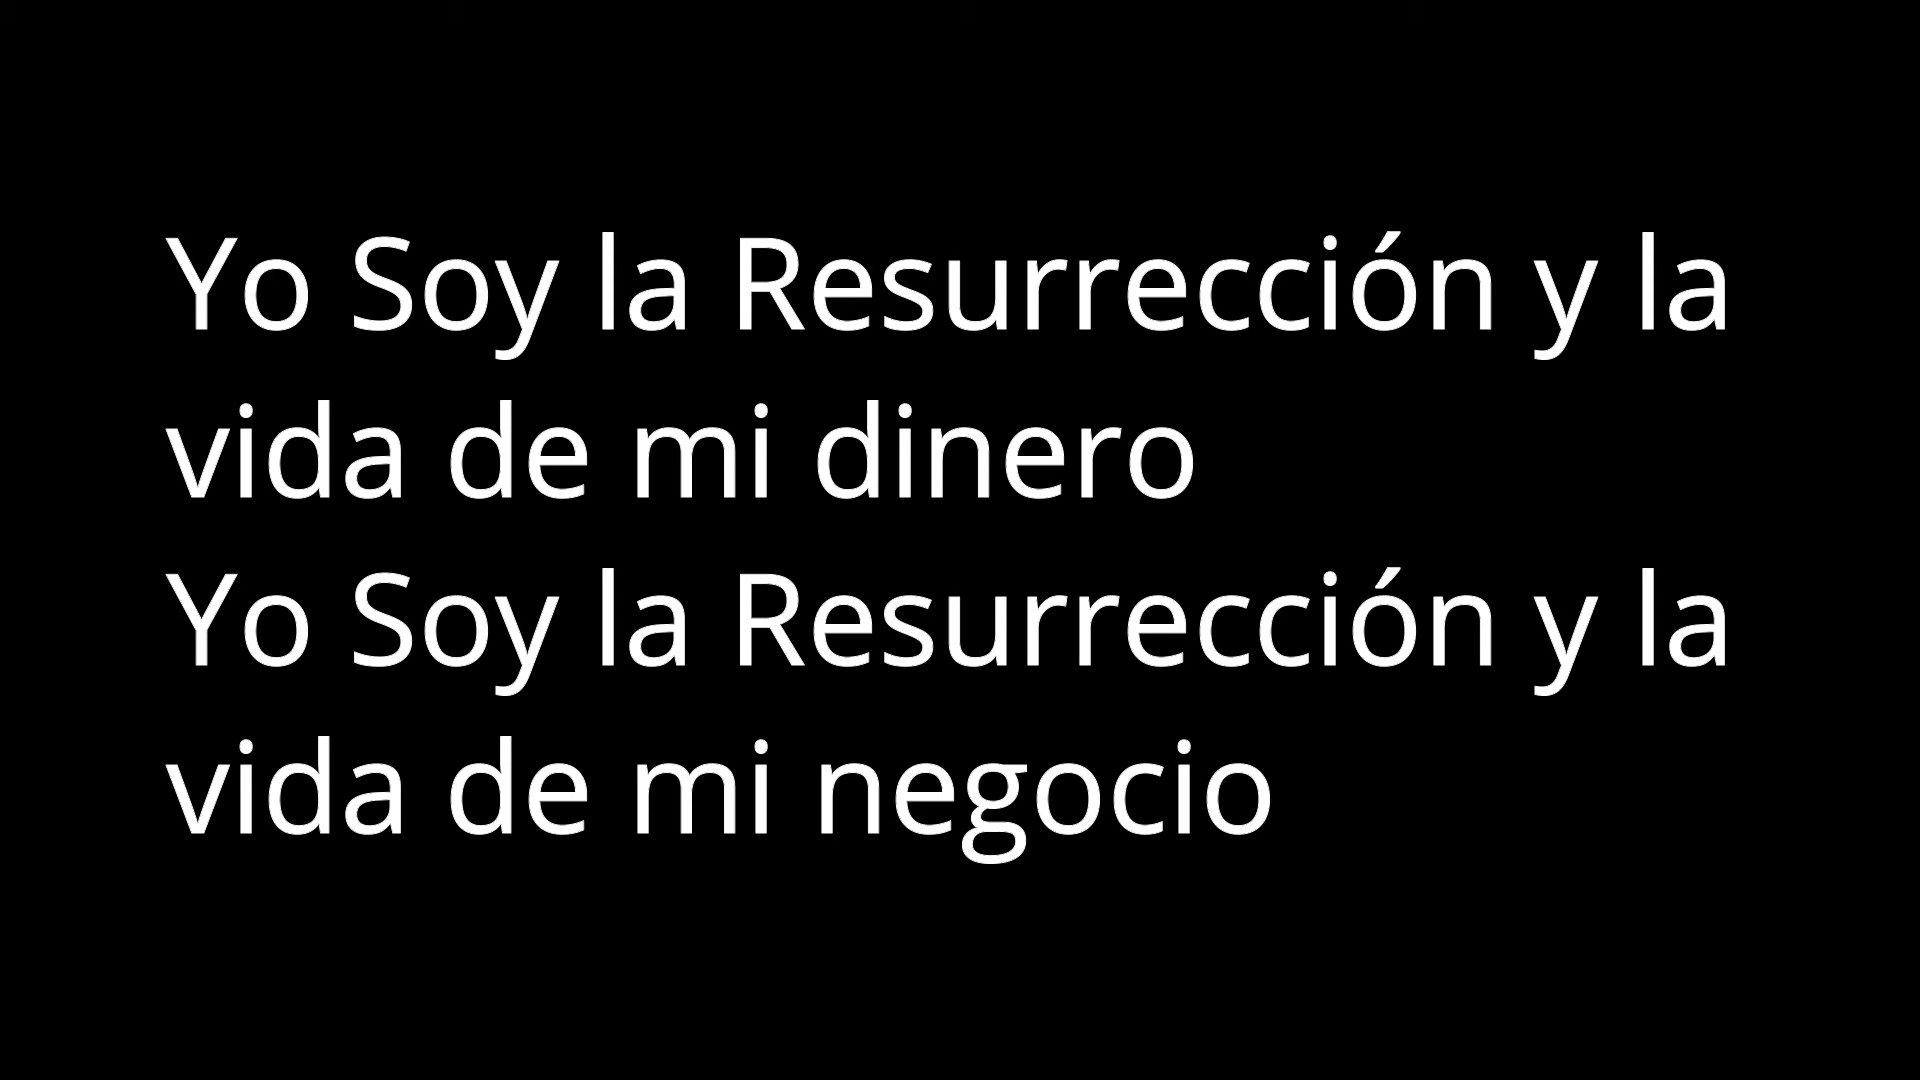 Yo Soy la Resurrección y la
vida de mi dinero
Yo Soy la Resurrección y la
vida de mi negocio